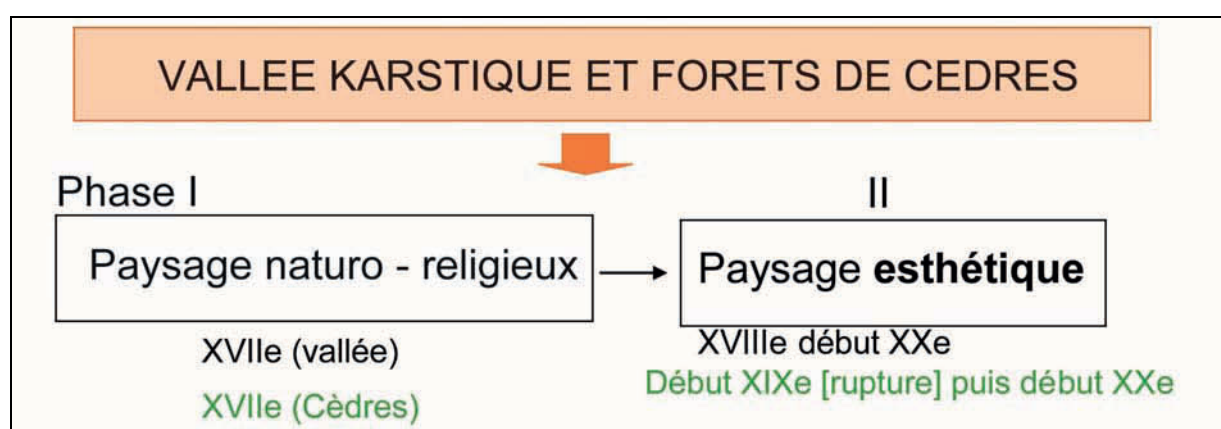 VALLEE KARSTIQUE ET FORETS DE CEDRES
Phase I
II
Paysage naturo - religieux
Paysage esthétique
XVIIe (vallée)
XVIIIe début XXe
XVIIe (Cèdres)
Début XIXe [rupture] puis début XXe